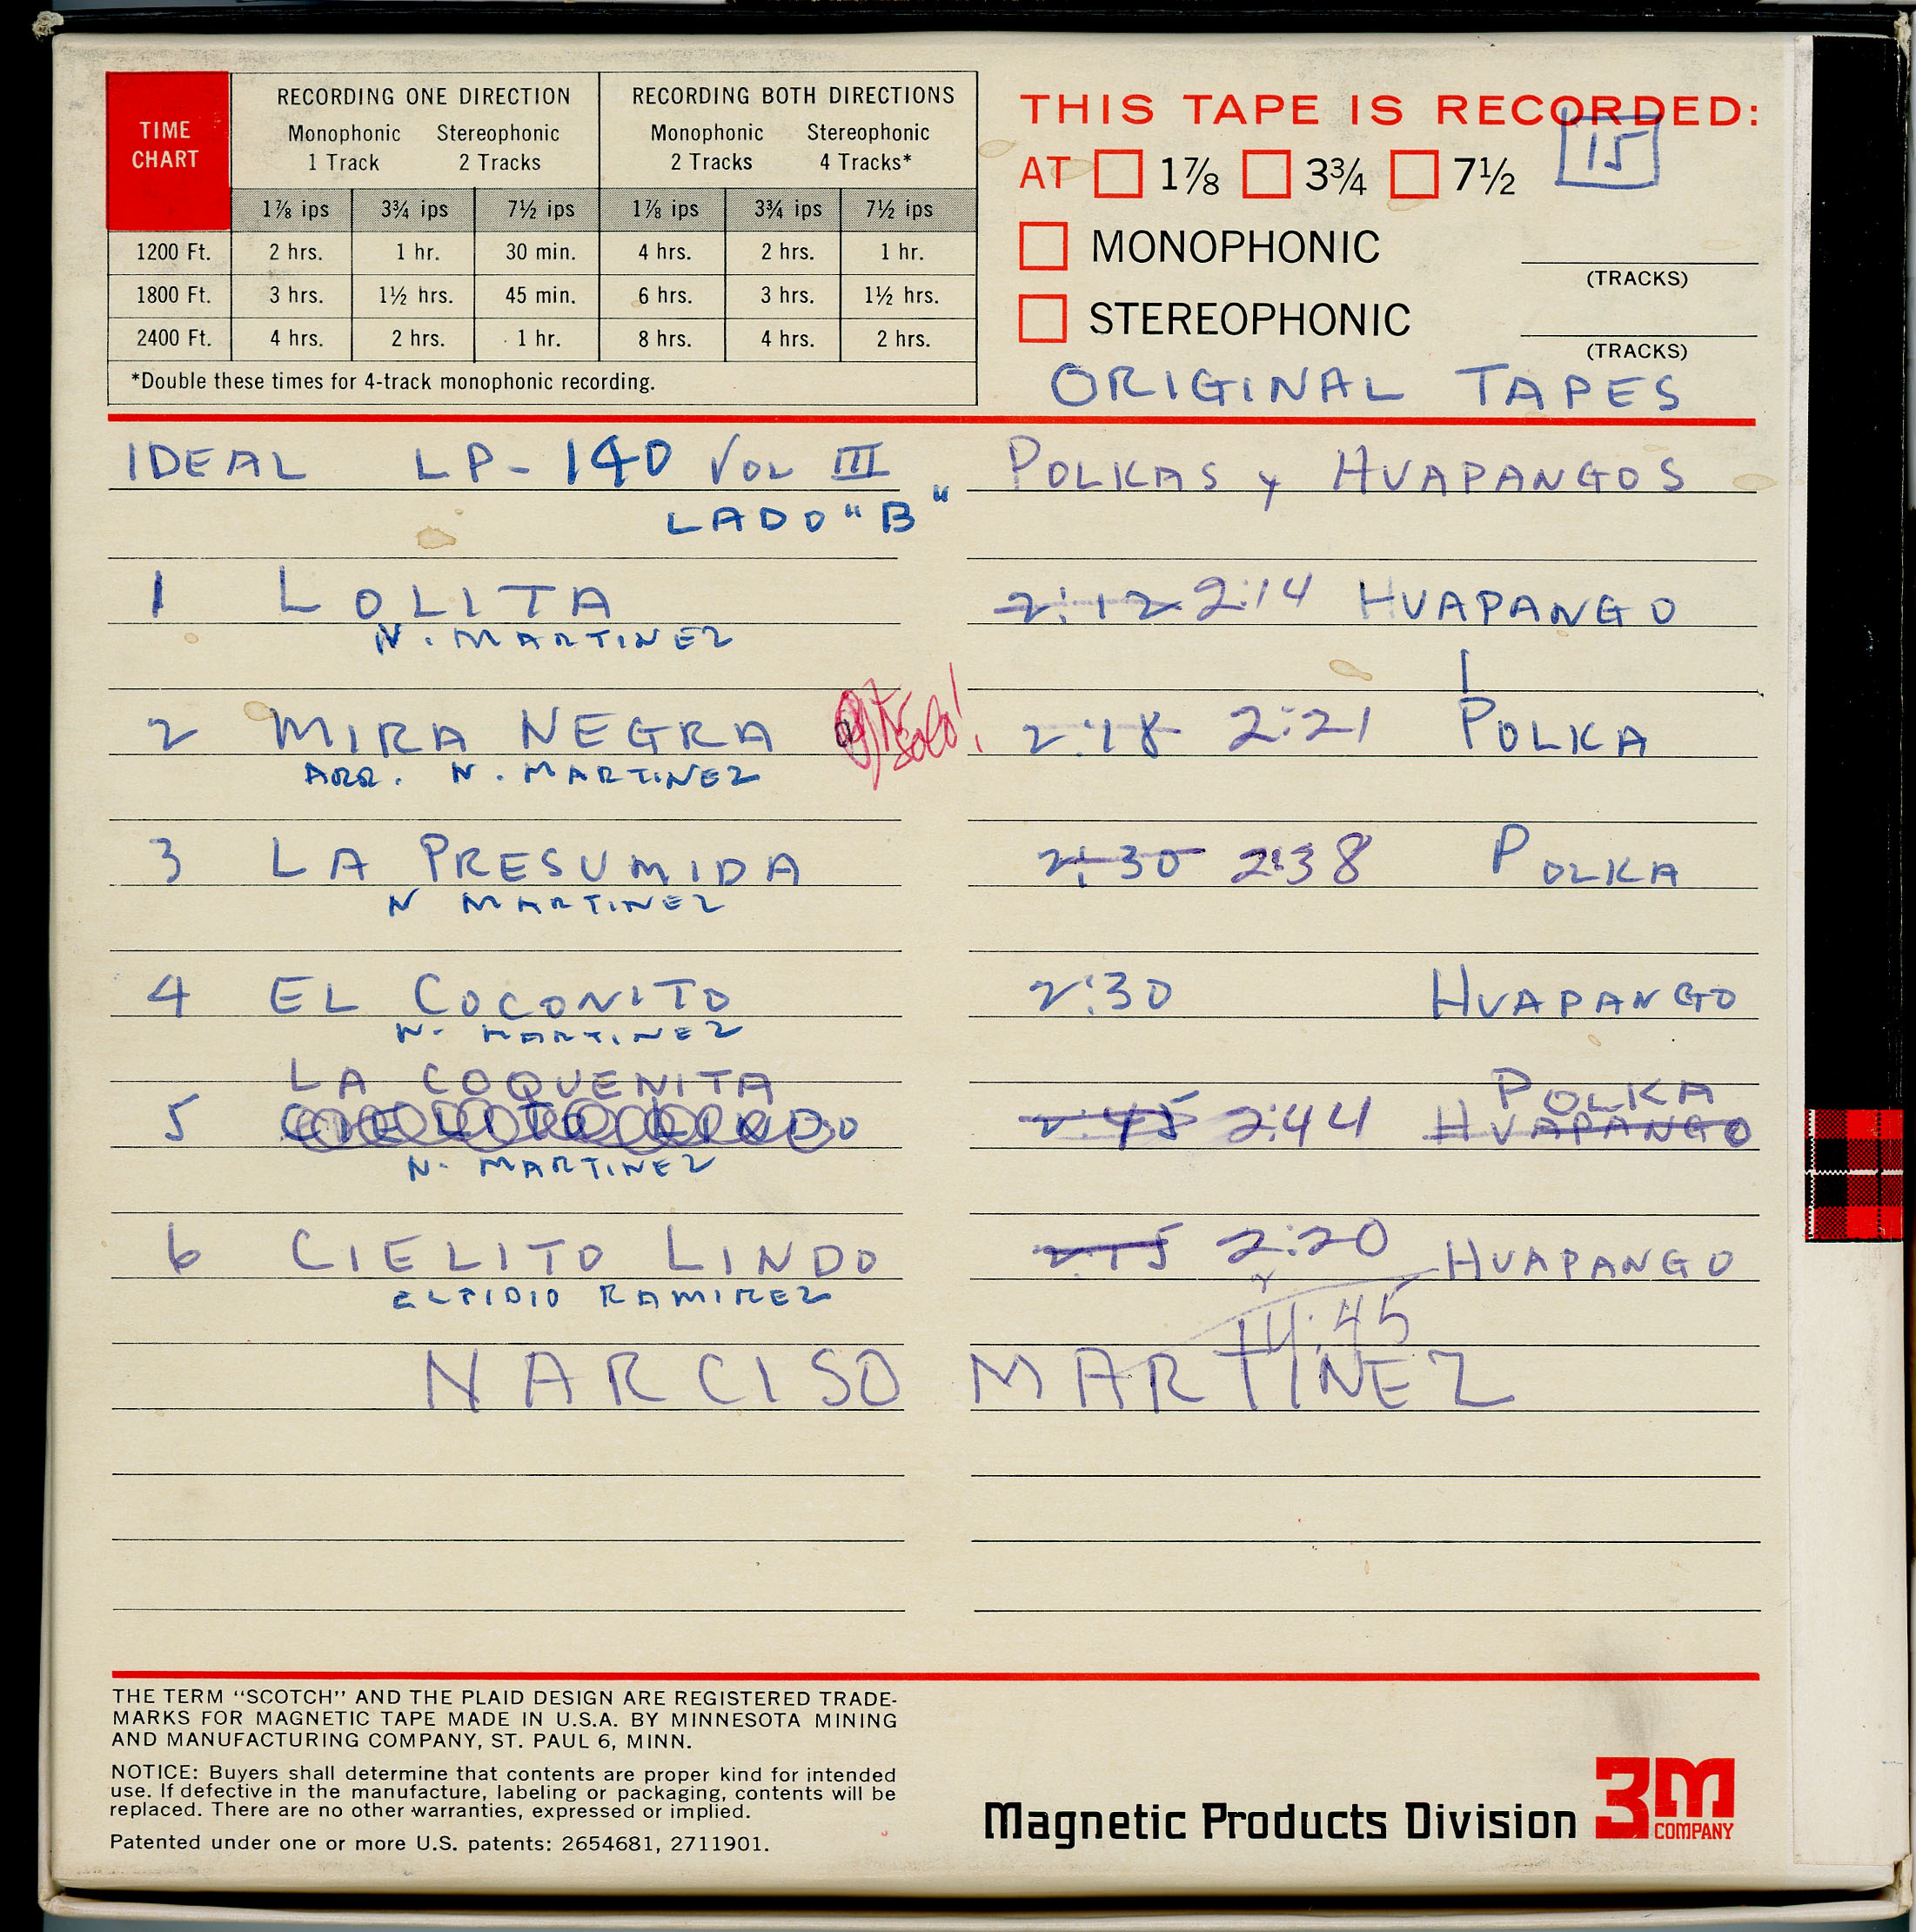 TIME CHART
RECORDING ONE DIRECTION RECORDING BOTH DIRECTIONS
Monophonic Stereophonic Monophonic Stereophonic
1 Track 2 Tracks 2 Tracks 4 Tracks*
1⅞ ips 3¾ ips 7½ ips 1⅞ ips 3¾ ips 7½ ips
1200 Ft. 2 hrs. 1 hr. 30 min. 4 hrs. 2 hrs. 1 hr.
1800 Ft. 3 hrs. 1½ hrs. 45 min. 6 hrs. 3 hrs. 1½ hrs.
2400 Ft. 4 hrs. 2 hrs. 1 hr. 8 hrs. 4 hrs. 2 hrs.
*Double these times for 4-track monophonic recording.
THIS TAPE IS RECORDED:
AT 1⅞ 3¾ 7½ 15
MONOPHONIC
(TRACKS)
STEREOPHONIC
(TRACKS)
ORIGINAL TAPES
IDEAL LP-140 VOL III POLKAS y HUAPANGOS
LADO "B"
1 LOLITA 2:12 2:14 HUAPANGO
N. MARTINEZ
2 MIRA NEGRA solo! 2:18 2:21 POLKA
ARR. N. MARTINEZ
3 LA PRESUMIDA 2:30 2:38 POLKA
N MARTINEZ
4 EL COCONITO 2:30 HUAPANGO
N. MARTINEZ
LA COQUENITA POLKA
5 CIELITO LINDO 2:45 2:44 HUAPANGO
N. MARTINEZ
6 CIELITO LINDO 2:15 2:20 HUAPANGO
ELPIDIO RAMIREZ
14:45
NARCISO MARTINEZ
THE TERM "SCOTCH" AND THE PLAID DESIGN ARE REGISTERED TRADE-
MARKS FOR MAGNETIC TAPE MADE IN U.S.A. BY MINNESOTA MINING
AND MANUFACTURING COMPANY, ST. PAUL 6, MINN.
NOTICE: Buyers shall determine that contents are proper kind for intended
use. If defective in the manufacture, labeling or packaging, contents will be
replaced. There are no other warranties, expressed or implied.
Patented under one or more U.S. patents: 2654681, 2711901.
Magnetic Products Division 3M
COMPANY